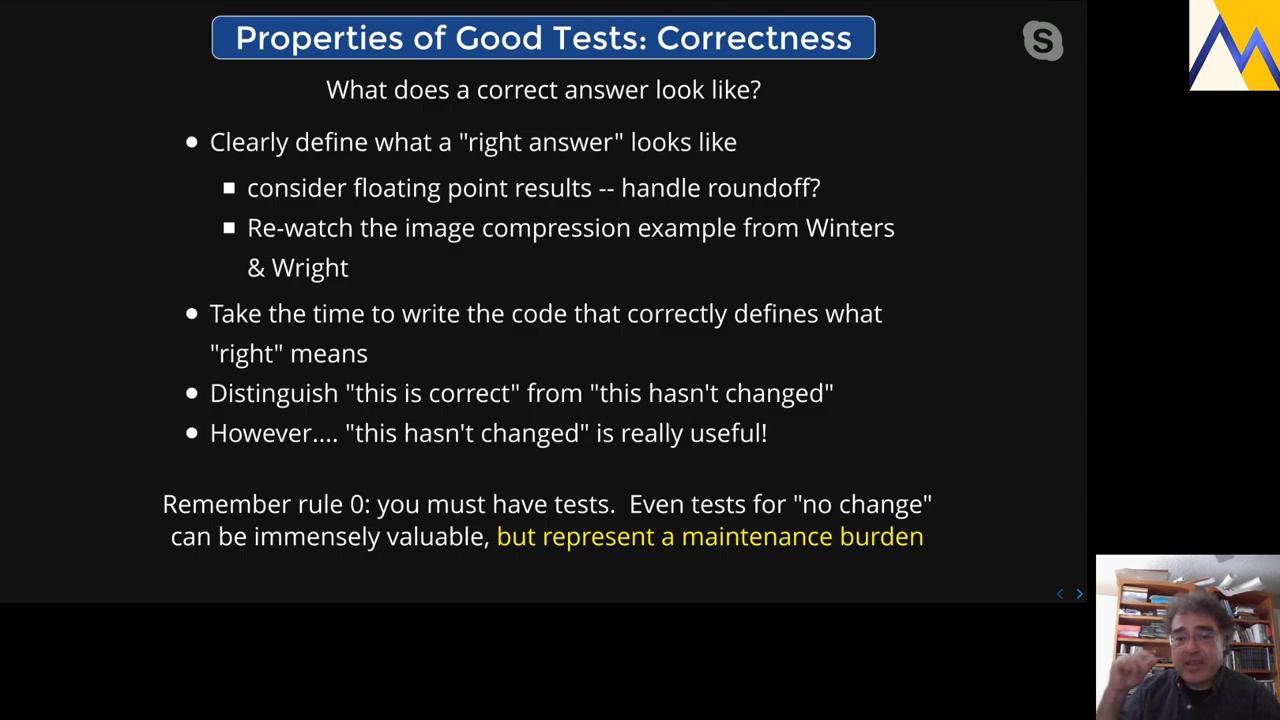 Properties of Good Tests: Correctness
S
What does a correct answer look like?
Clearly define what a "right answer" looks like
consider floating point results -- handle roundoff?
Re-watch the image compression example from Winters
& Wright
Take the time to write the code that correctly defines what
"right" means
Distinguish "this is correct" from "this hasn't changed"
However.... "this hasn't changed" is really useful!
Remember rule 0: you must have tests. Even tests for "no change"
can be immensely valuable, but represent a maintenance burden